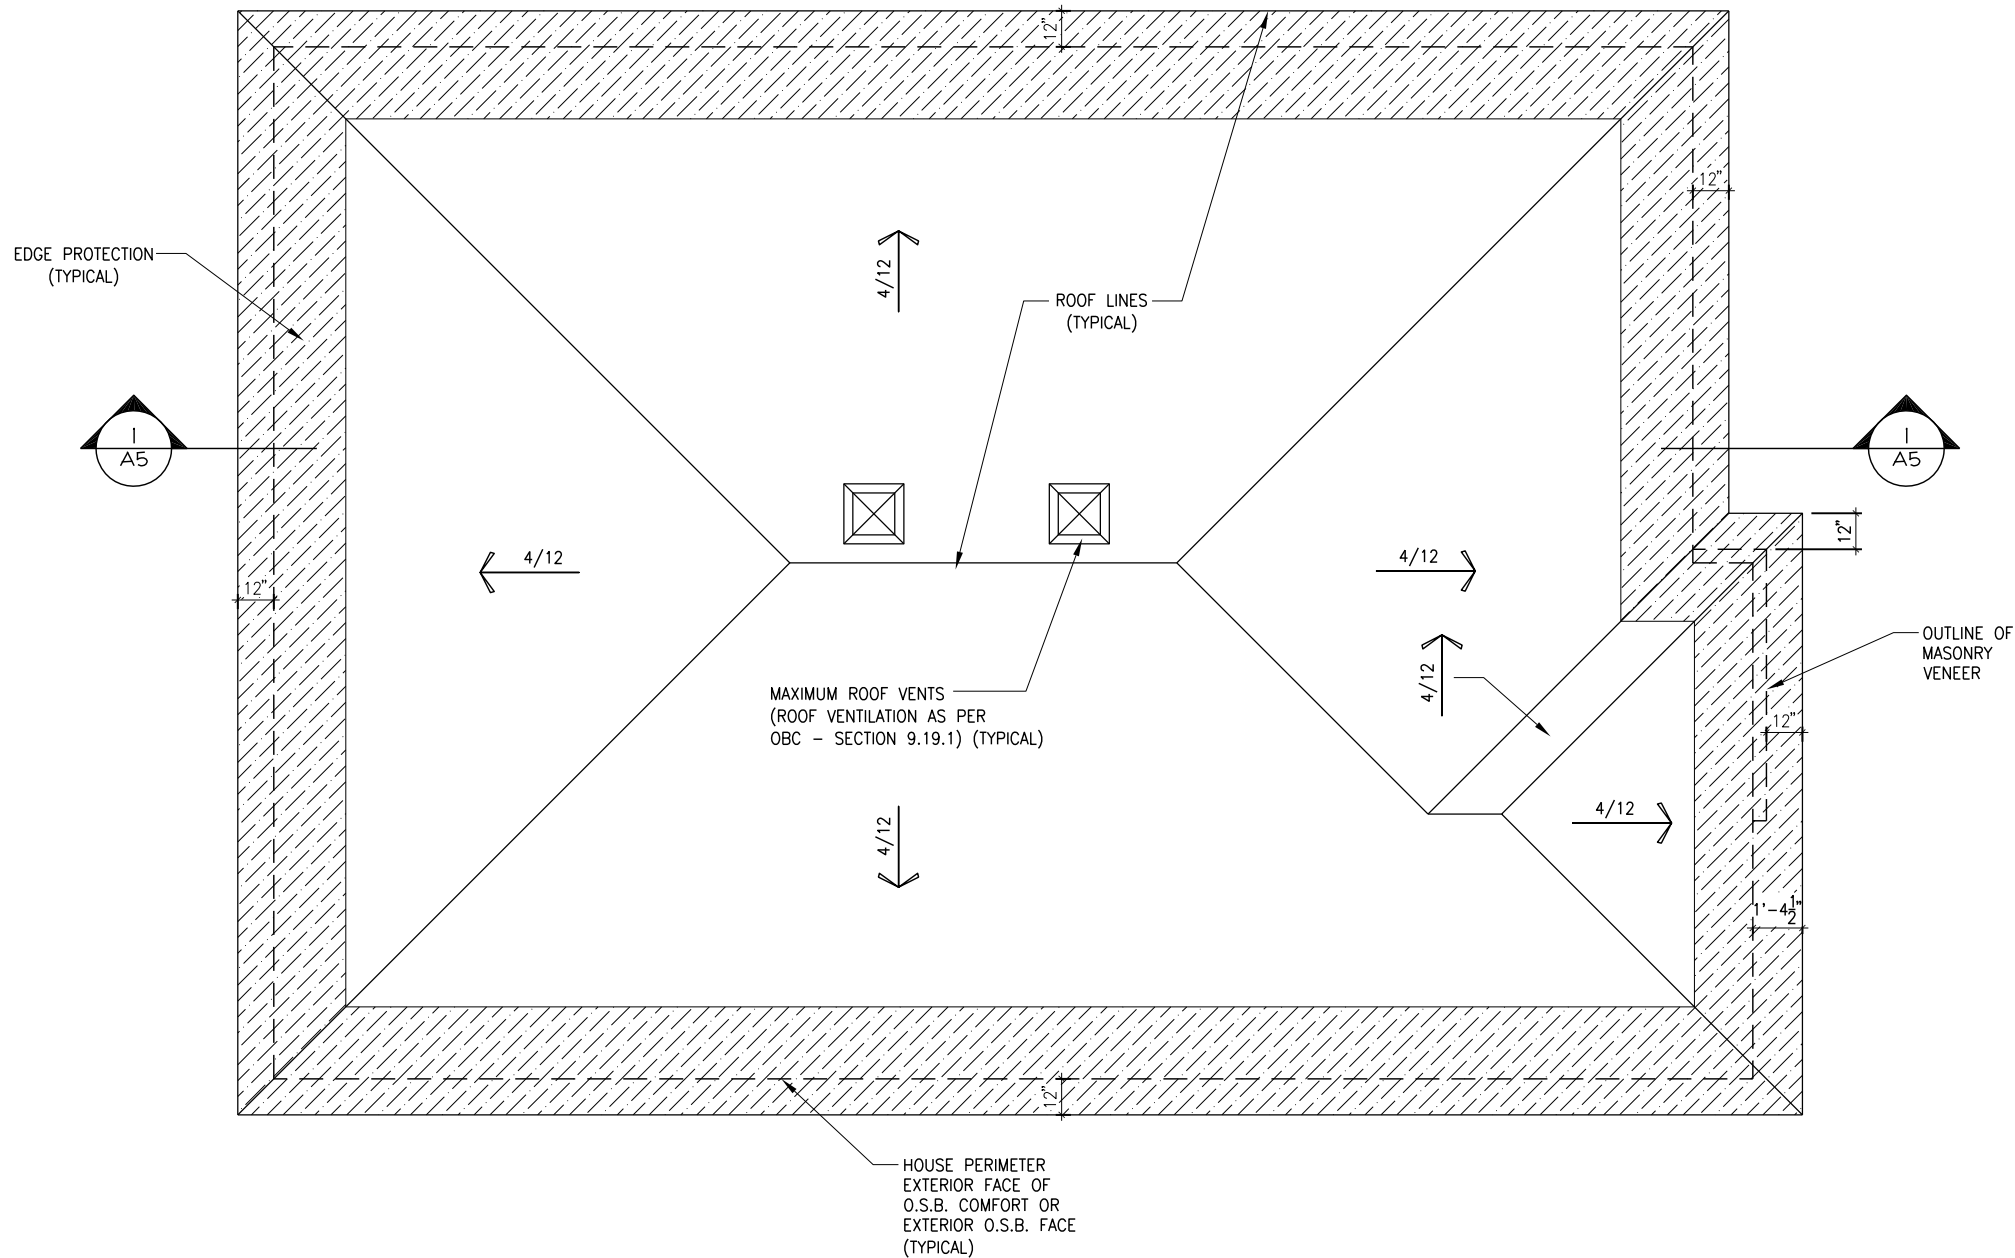 12"
12"
EDGE PROTECTION
(TYPICAL)
4/12
ROOF LINES
(TYPICAL)
1
A5
1
A5
12"
4/12
4/12
12"
OUTLINE OF
MASONRY
VENEER
4/12
MAXIMUM ROOF VENTS
(ROOF VENTILATION AS PER
OBC - SECTION 9.19.1) (TYPICAL)
12"
4/12
4/12
1'-4½"
12"
HOUSE PERIMETER
EXTERIOR FACE OF
O.S.B. COMFORT OR
EXTERIOR O.S.B. FACE
(TYPICAL)